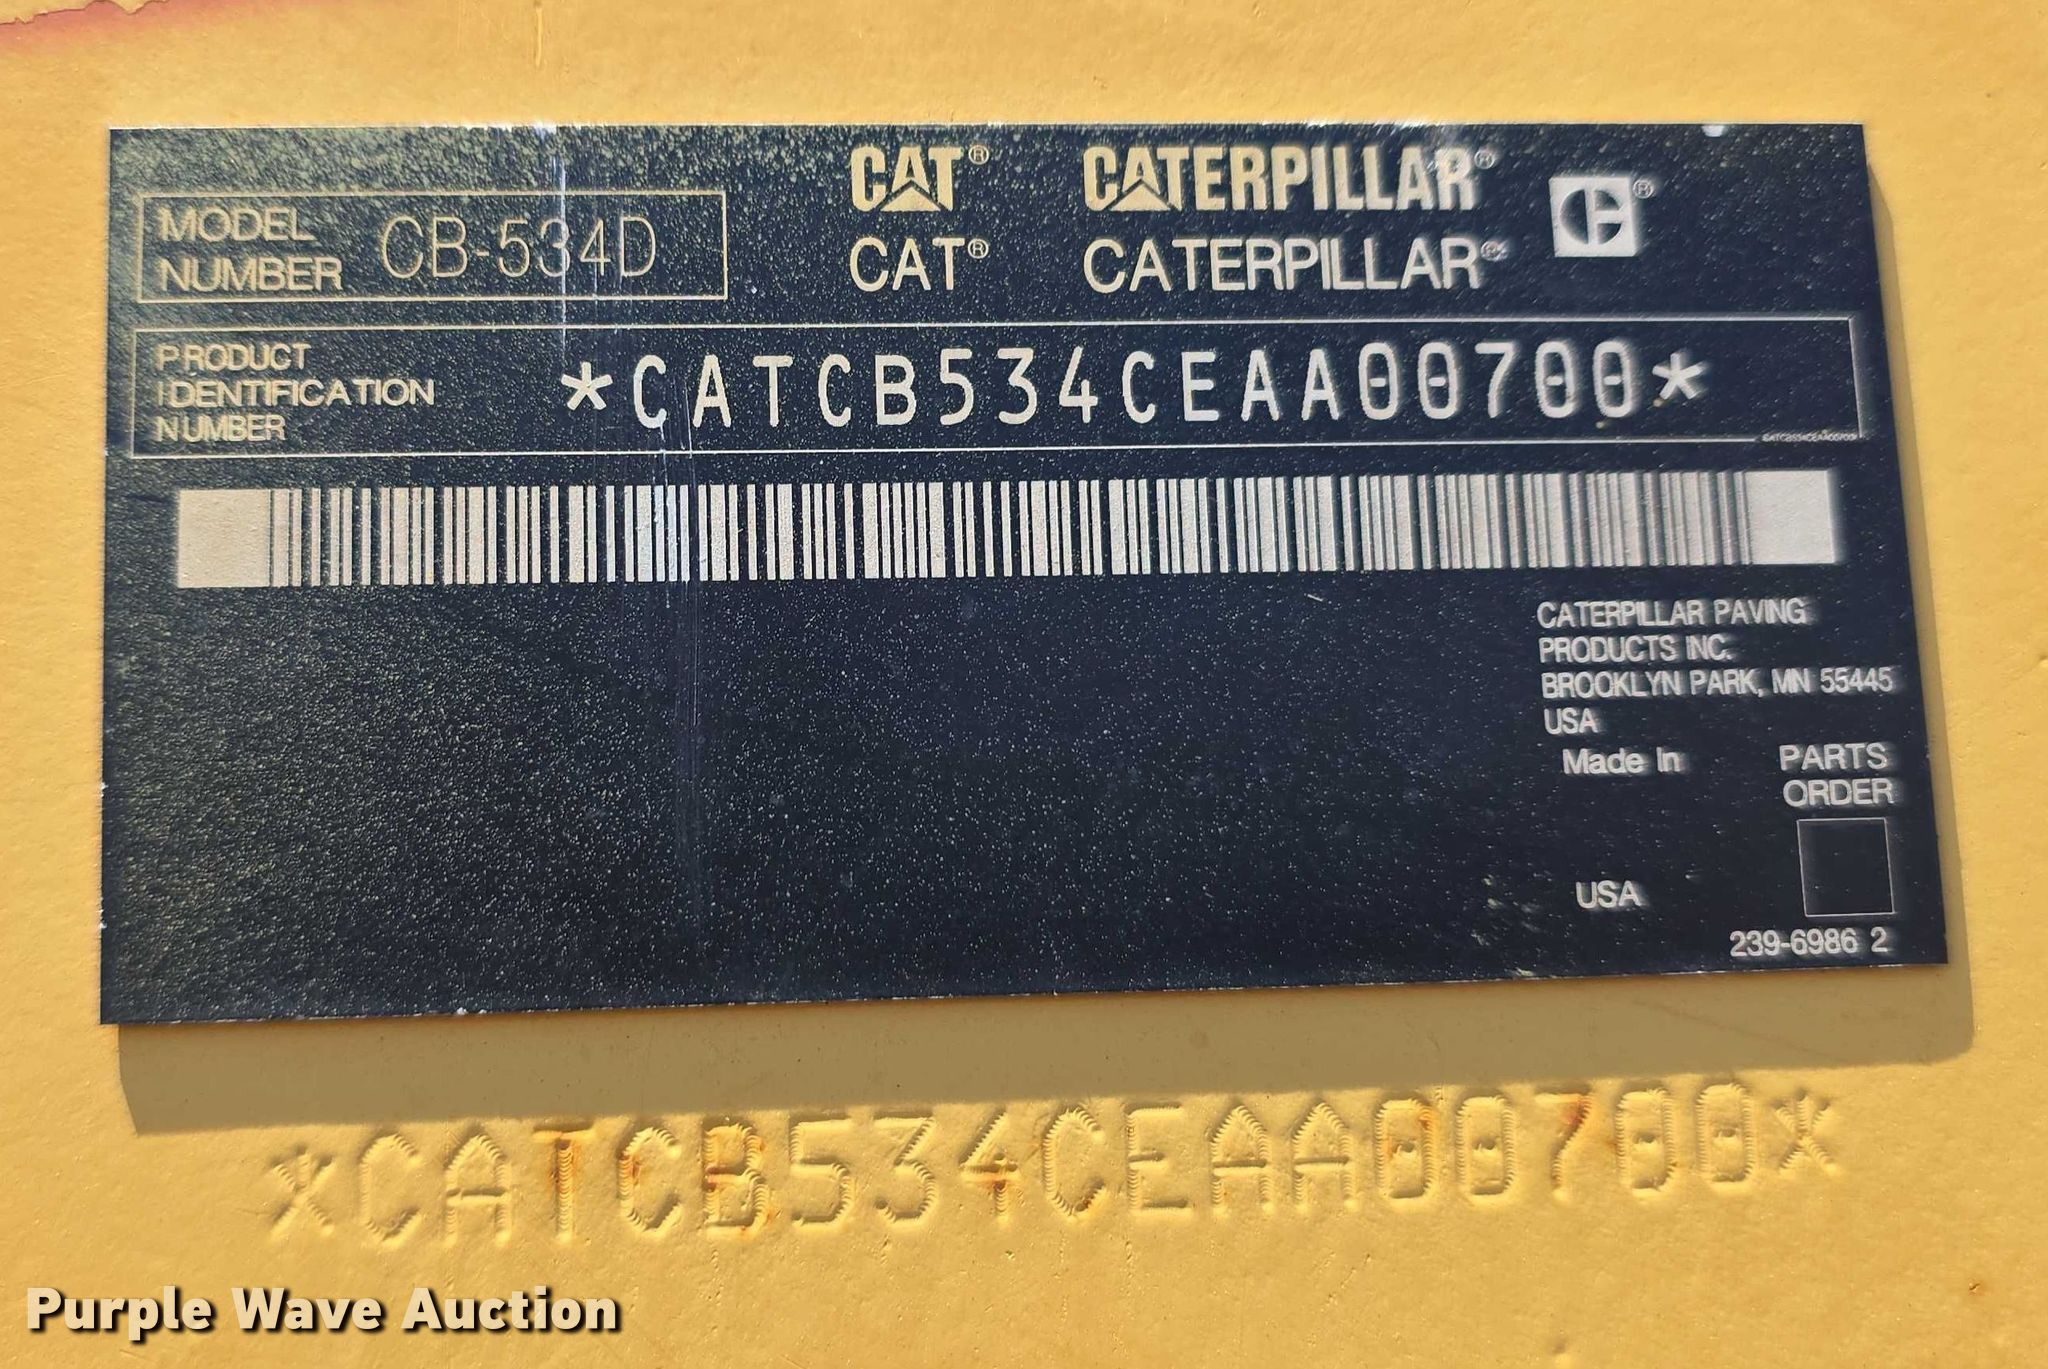 MODEL NUMBER CB-534D
CAT® CATERPILLAR® ®
CAT® CATERPILLAR®
PRODUCT
IDENTIFICATION
NUMBER
*CATCB534CEAA00700*
CATERPILLAR PAVING
PRODUCTS INC.
BROOKLYN PARK, MN 55445
USA
Made In
USA
PARTS
ORDER
239-6986 2
*CATCB534CEAA00700*
Purple Wave Auction